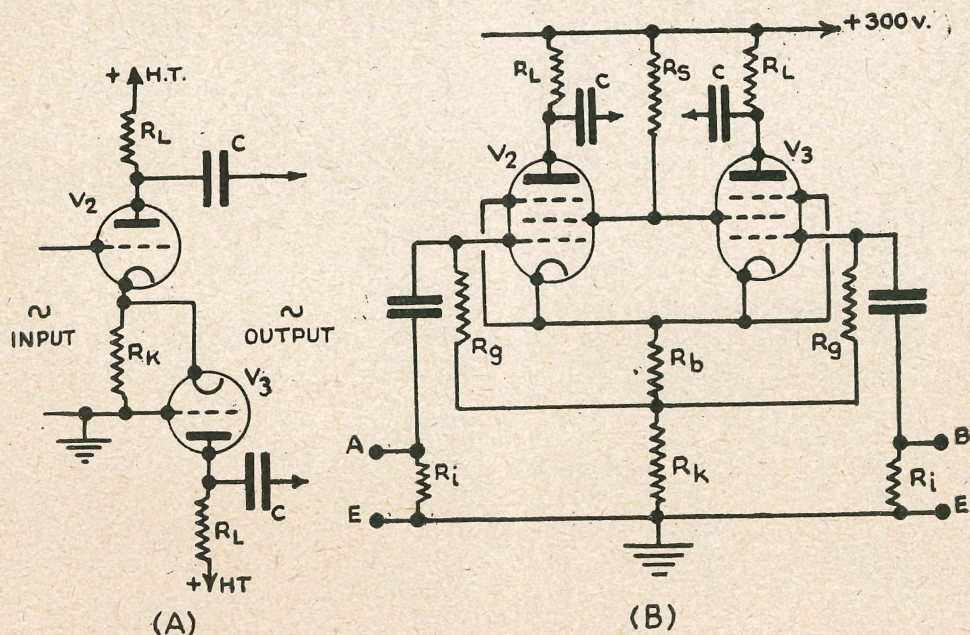 + H.T.
RL
C
V2
~
INPUT
RK
~
OUTPUT
V3
C
RL
+ HT
(A)
+300 v.
RL
C
RS
C
RL
V2
V3
Rg
Rb
Rg
A
Ri
E
Rk
B
Ri
E
(B)